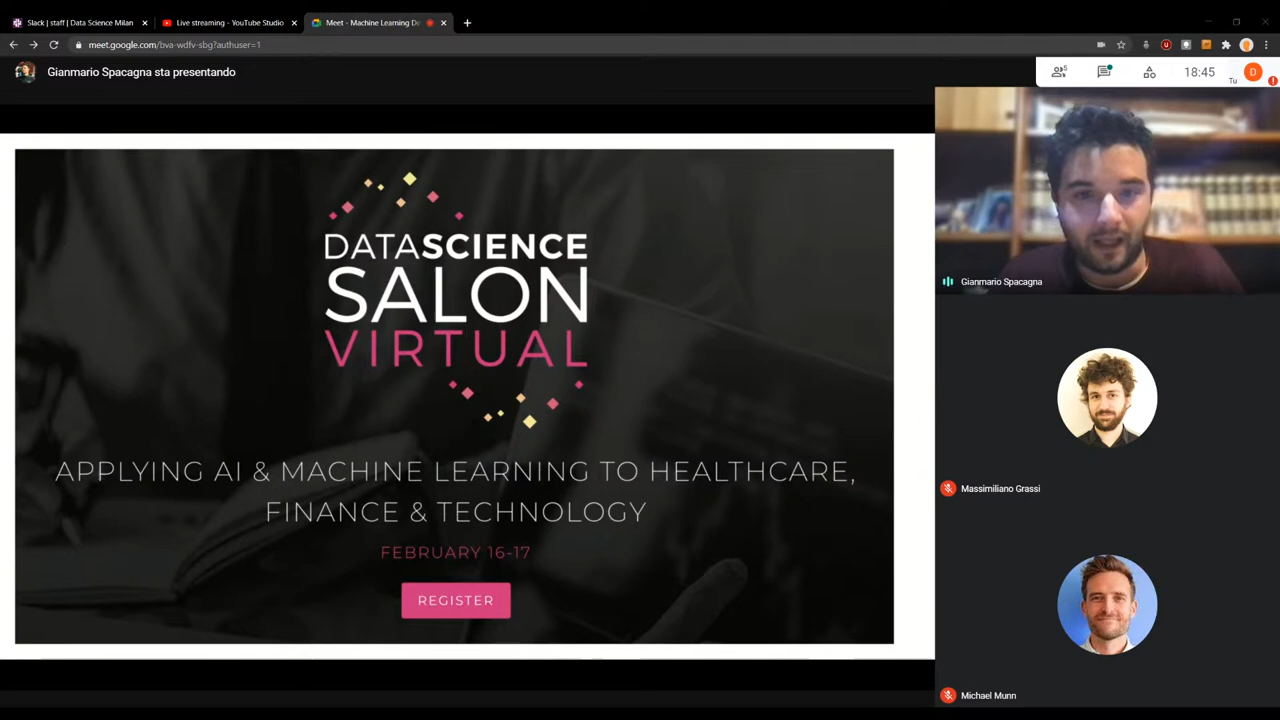 Slack | staff | Data Science Milan
Live streaming - YouTube Studio
Meet - Machine Learning De
meet.google.com/bva-wdfv-sbg?authuser=1
Gianmario Spacagna sta presentando
5
18:45
Tu
D
DATASCIENCE
SALON
VIRTUAL
APPLYING AI & MACHINE LEARNING TO HEALTHCARE,
FINANCE & TECHNOLOGY
FEBRUARY 16-17
REGISTER
Gianmario Spacagna
Massimiliano Grassi
Michael Munn